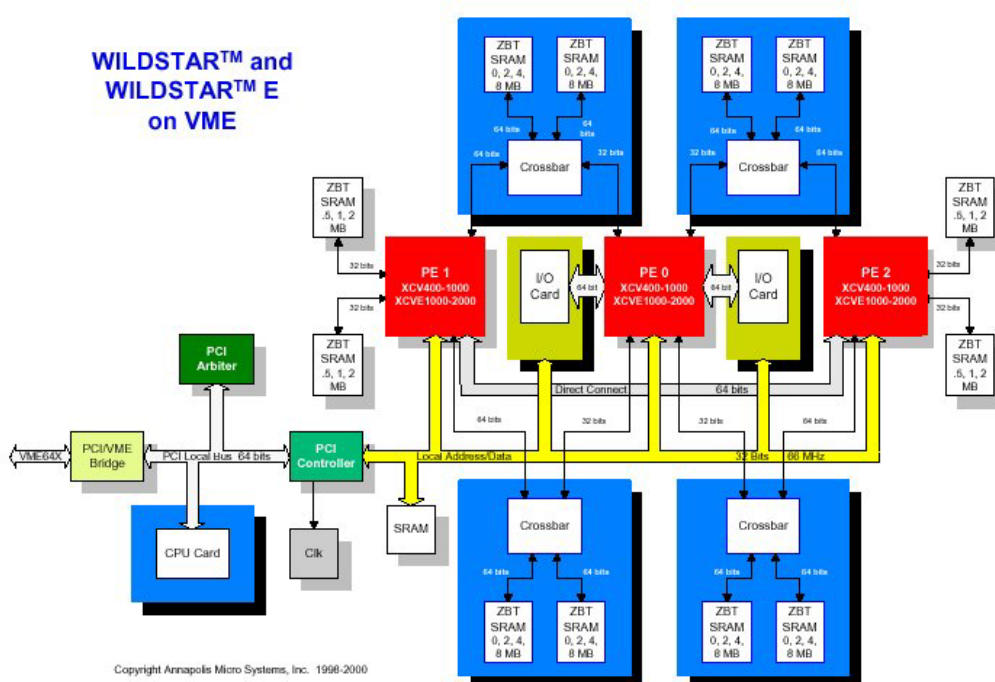 WILDSTAR™ and
WILDSTAR™ E
on VME
ZBT
SRAM
0, 2, 4,
8 MB
ZBT
SRAM
0, 2, 4,
8 MB
64 bits
64
bits
64 bits
Crossbar
32 bits
ZBT
SRAM
0, 2, 4,
8 MB
ZBT
SRAM
0, 2, 4,
8 MB
64 bits
64 bits
32 bits
Crossbar
64 bits
ZBT
SRAM
.5, 1, 2
MB
32 bits
32 bits
ZBT
SRAM
.5, 1, 2
MB
PE 1
XCV400-1000
XCVE1000-2000
I/O
Card
64 bit
PE 0
XCV400-1000
XCVE1000-2000
64 bit
I/O
Card
PE 2
XCV400-1000
XCVE1000-2000
ZBT
SRAM
.5, 1, 2
MB
32 bits
32 bits
ZBT
SRAM
.5, 1, 2
MB
PCI
Arbiter
Direct Connect 64 bits
64 bits
32 bits
32 bits
64 bits
VME64X
PCI/VME
Bridge
PCI Local Bus 64 bits
PCI
Controller
Local Address/Data 32 Bits 66 MHz
CPU Card
Clk
SRAM
Crossbar
64 bits
64 bits
ZBT
SRAM
0, 2, 4,
8 MB
ZBT
SRAM
0, 2, 4,
8 MB
Crossbar
64 bits
64 bits
ZBT
SRAM
0, 2, 4,
8 MB
ZBT
SRAM
0, 2, 4,
8 MB
Copyright Annapolis Micro Systems, Inc. 1998-2000